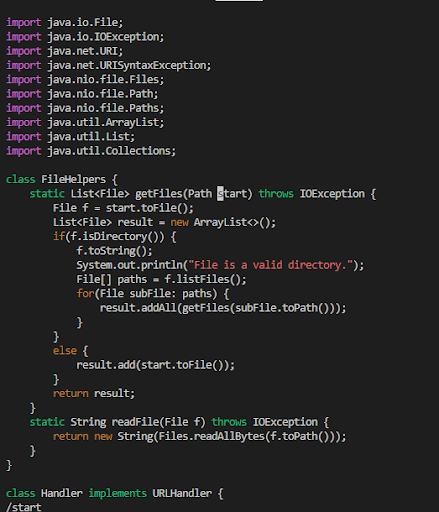 import java.io.File;
import java.io.IOException;
import java.net.URI;
import java.net.URISyntaxException;
import java.nio.file.Files;
import java.nio.file.Path;
import java.nio.file.Paths;
import java.util.ArrayList;
import java.util.List;
import java.util.Collections;

class FileHelpers {
    static List<File> getFiles(Path start) throws IOException {
        File f = start.toFile();
        List<File> result = new ArrayList<>();
        if(f.isDirectory()) {
            f.toString();
            System.out.println("File is a valid directory.");
            File[] paths = f.listFiles();
            for(File subFile: paths) {
                result.addAll(getFiles(subFile.toPath()));
            }
        }
        else {
            result.add(start.toFile());
        }
        return result;
    }
    static String readFile(File f) throws IOException {
        return new String(Files.readAllBytes(f.toPath()));
    }
}

class Handler implements URLHandler {
/start